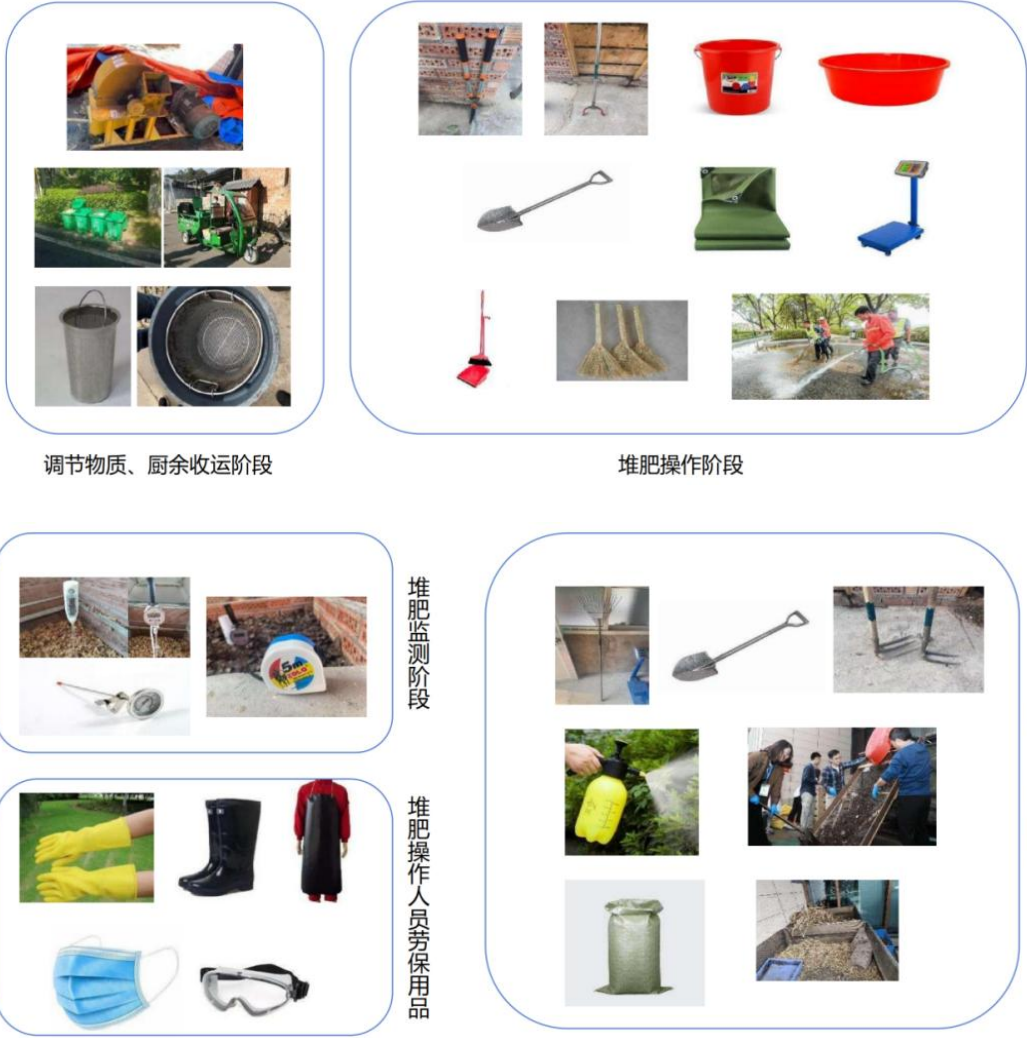 调节物质、厨余收运阶段
堆肥操作阶段
堆肥监测阶段
5m
堆肥操作人员劳保用品